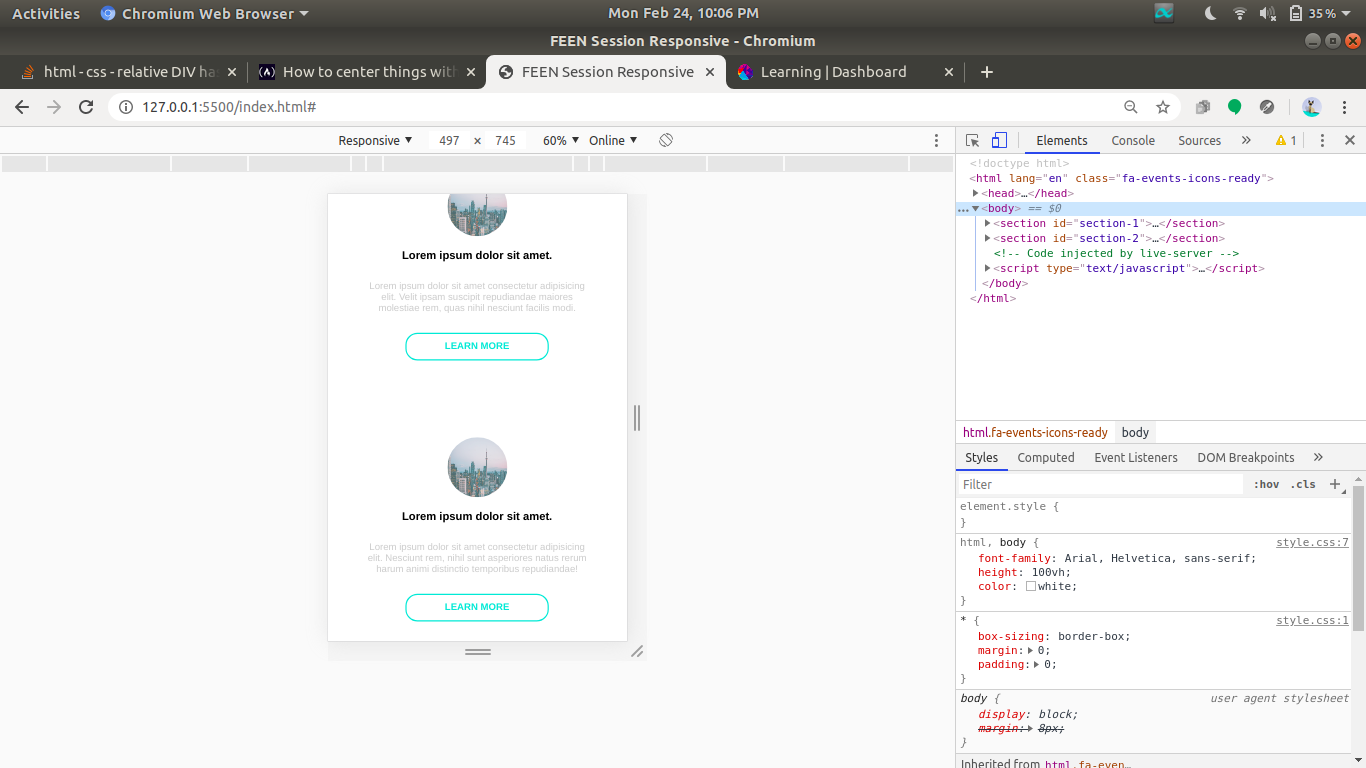 Activities Chromium Web Browser Mon Feb 24, 10:06 PM 35%
FEEN Session Responsive - Chromium
html - css - relative DIV ha How to center things wit FEEN Session Responsive Learning | Dashboard
127.0.0.1:5500/index.html#
Responsive 497 x 745 60% Online
Elements Console Sources » 1
<!doctype html>
<html lang="en" class="fa-events-icons-ready">
<head>…</head>
…<body> == $0
<section id="section-1">…</section>
<section id="section-2">…</section>
<!-- Code injected by live-server -->
<script type="text/javascript">…</script>
</body>
</html>
Lorem ipsum dolor sit amet.
Lorem ipsum dolor sit amet consectetur adipisicing
elit. Velit ipsam suscipit repudiandae maiores
molestiae rem, quas nihil nesciunt facilis modi.
LEARN MORE
Lorem ipsum dolor sit amet.
Lorem ipsum dolor sit amet consectetur adipisicing
elit. Nesciunt rem, nihil sunt asperiores natus rerum
harum animi distinctio temporibus repudiandae!
LEARN MORE
html.fa-events-icons-ready body
Styles Computed Event Listeners DOM Breakpoints »
Filter :hov .cls +
element.style {
}
html, body { style.css:7
font-family: Arial, Helvetica, sans-serif;
height: 100vh;
color: white;
}
* { style.css:1
box-sizing: border-box;
margin: 0;
padding: 0;
}
body { user agent stylesheet
display: block;
margin: 8px;
}
Inherited from html.fa-even…